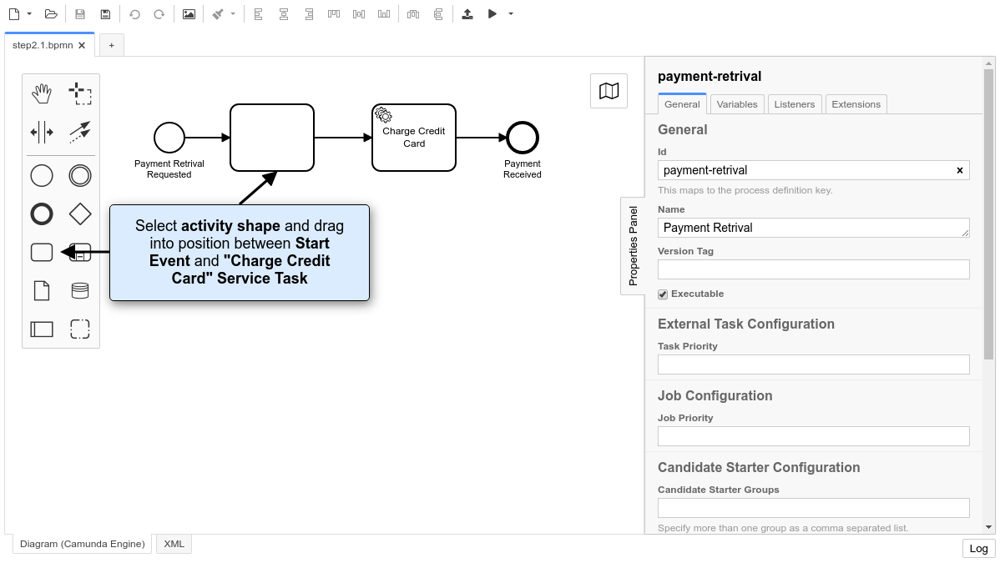 step2.1.bpmn
+
Payment Retrival
Requested
Charge Credit
Card
Payment
Received
Select activity shape and drag
into position between Start
Event and "Charge Credit
Card" Service Task
Properties Panel
payment-retrival
General Variables Listeners Extensions
General
Id
payment-retrival
This maps to the process definition key.
Name
Payment Retrival
Version Tag
Executable
External Task Configuration
Task Priority
Job Configuration
Job Priority
Candidate Starter Configuration
Candidate Starter Groups
Specify more than one group as a comma separated list.
Diagram (Camunda Engine) XML
Log